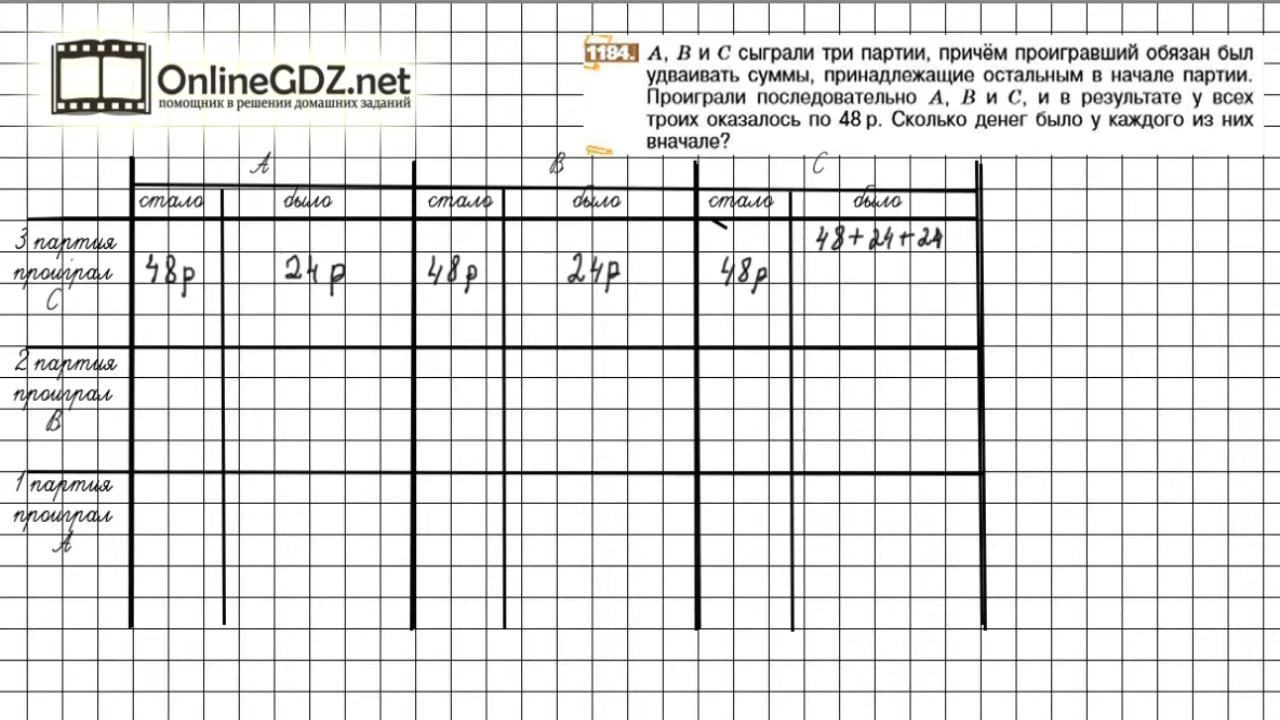 OnlineGDZ.net
помощник в решении домашних заданий
1184. A, B и C сыграли три партии, причём проигравший обязан был
удваивать суммы, принадлежащие остальным в начале партии.
Проиграли последовательно A, B и C, и в результате у всех
троих оказалось по 48 р. Сколько денег было у каждого из них
вначале?
A B C
стало было стало было стало было
48+24+24
3 партия
проиграл 48р 24р 48р 24р 48р
C
2 партия
проиграл
B
1 партия
проиграл
A